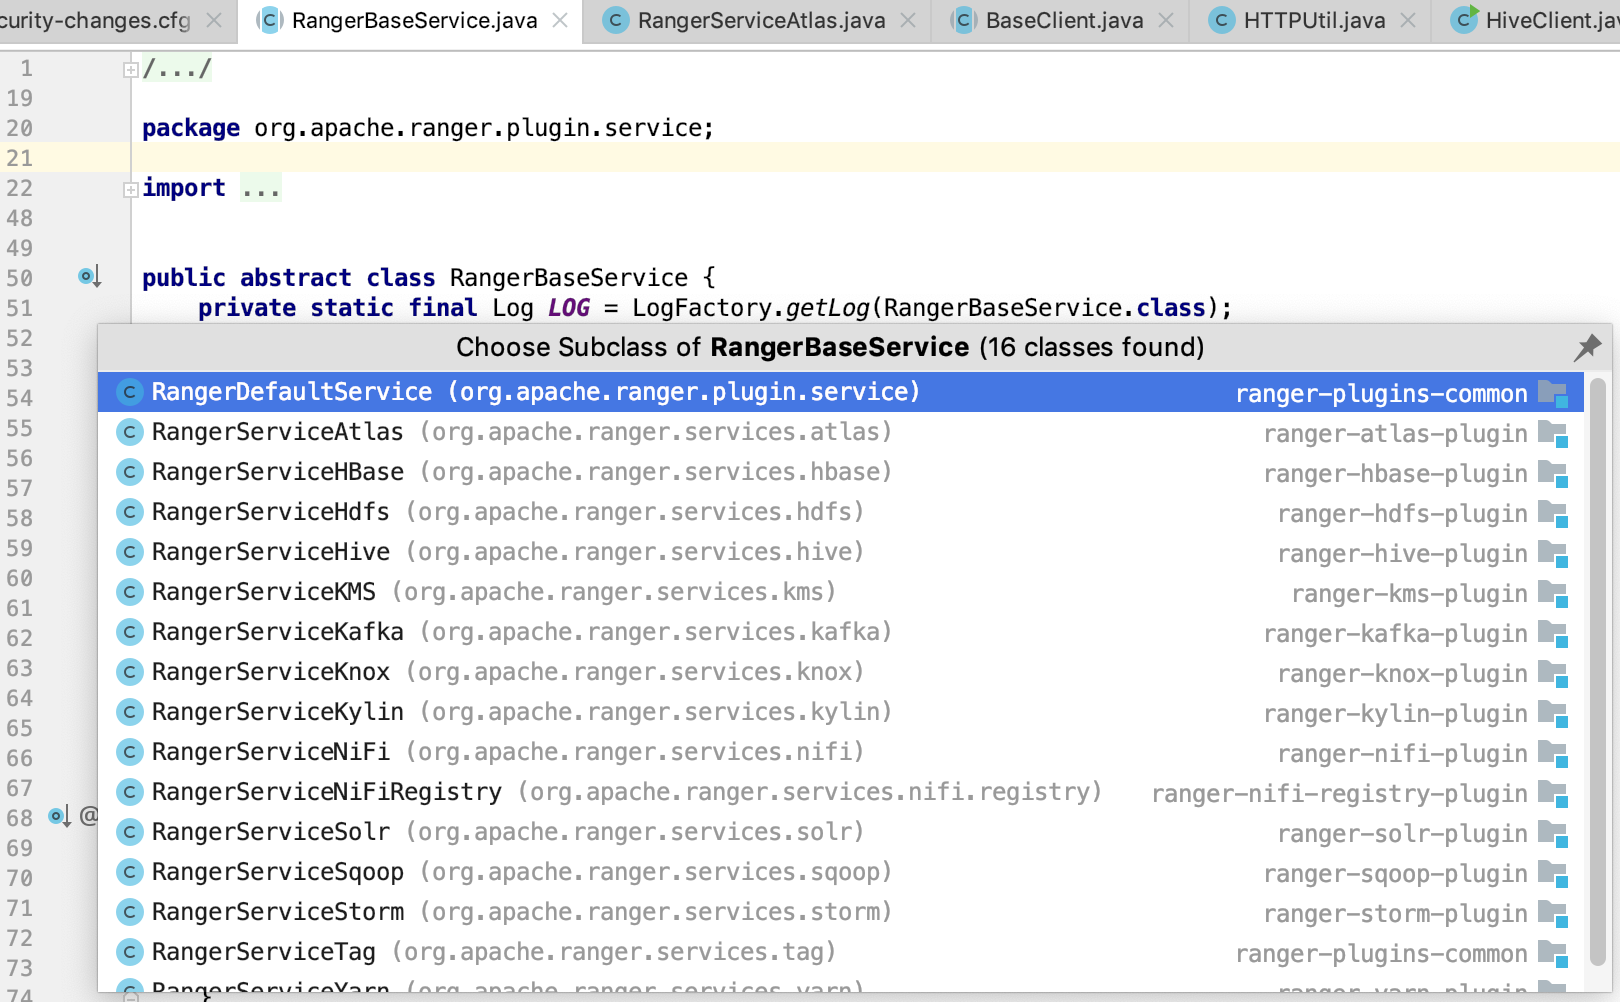 curity-changes.cfg RangerBaseService.java RangerServiceAtlas.java BaseClient.java HTTPUtil.java HiveClient.jav
1 /.../
19
20 package org.apache.ranger.plugin.service;
21
22 import ...
48
49
50 public abstract class RangerBaseService {
51 private static final Log LOG = LogFactory.getLog(RangerBaseService.class);
52 Choose Subclass of RangerBaseService (16 classes found)
53
54 RangerDefaultService (org.apache.ranger.plugin.service) ranger-plugins-common
55 RangerServiceAtlas (org.apache.ranger.services.atlas) ranger-atlas-plugin
56
57 RangerServiceHBase (org.apache.ranger.services.hbase) ranger-hbase-plugin
58 RangerServiceHdfs (org.apache.ranger.services.hdfs) ranger-hdfs-plugin
59 RangerServiceHive (org.apache.ranger.services.hive) ranger-hive-plugin
60 RangerServiceKMS (org.apache.ranger.services.kms) ranger-kms-plugin
61
62 RangerServiceKafka (org.apache.ranger.services.kafka) ranger-kafka-plugin
63 RangerServiceKnox (org.apache.ranger.services.knox) ranger-knox-plugin
64
65 RangerServiceKylin (org.apache.ranger.services.kylin) ranger-kylin-plugin
66 RangerServiceNiFi (org.apache.ranger.services.nifi) ranger-nifi-plugin
67 RangerServiceNiFiRegistry (org.apache.ranger.services.nifi.registry) ranger-nifi-registry-plugin
68 @
69 RangerServiceSolr (org.apache.ranger.services.solr) ranger-solr-plugin
70 RangerServiceSqoop (org.apache.ranger.services.sqoop) ranger-sqoop-plugin
71 RangerServiceStorm (org.apache.ranger.services.storm) ranger-storm-plugin
72
73 RangerServiceTag (org.apache.ranger.services.tag) ranger-plugins-common
74 RangerServiceYarn (org.apache.ranger.services.yarn) ranger-yarn-plugin
}